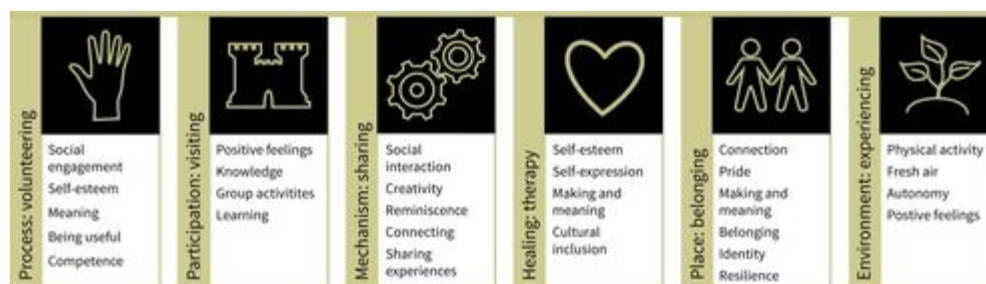 Process: volunteering
Social
engagement
Self-esteem
Meaning
Being useful
Competence
Participation: visiting
Positive feelings
Knowledge
Group activitites
Learning
Mechanism: sharing
Social
interaction
Creativity
Reminiscence
Connecting
Sharing
experiences
Healing: therapy
Self-esteem
Self-expression
Making and
meaning
Cultural
inclusion
Place: belonging
Connection
Pride
Making and
meaning
Belonging
Identity
Resilience
Environment: experiencing
Physical activity
Fresh air
Autonomy
Postive feelings